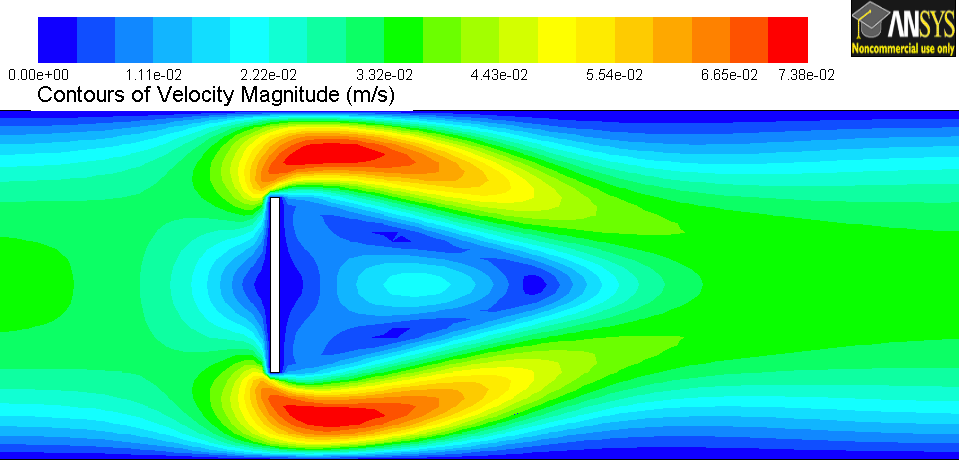 ANSYS
Noncommercial use only
0.00e+00 1.11e-02 2.22e-02 3.32e-02 4.43e-02 5.54e-02 6.65e-02 7.38e-02
Contours of Velocity Magnitude (m/s)